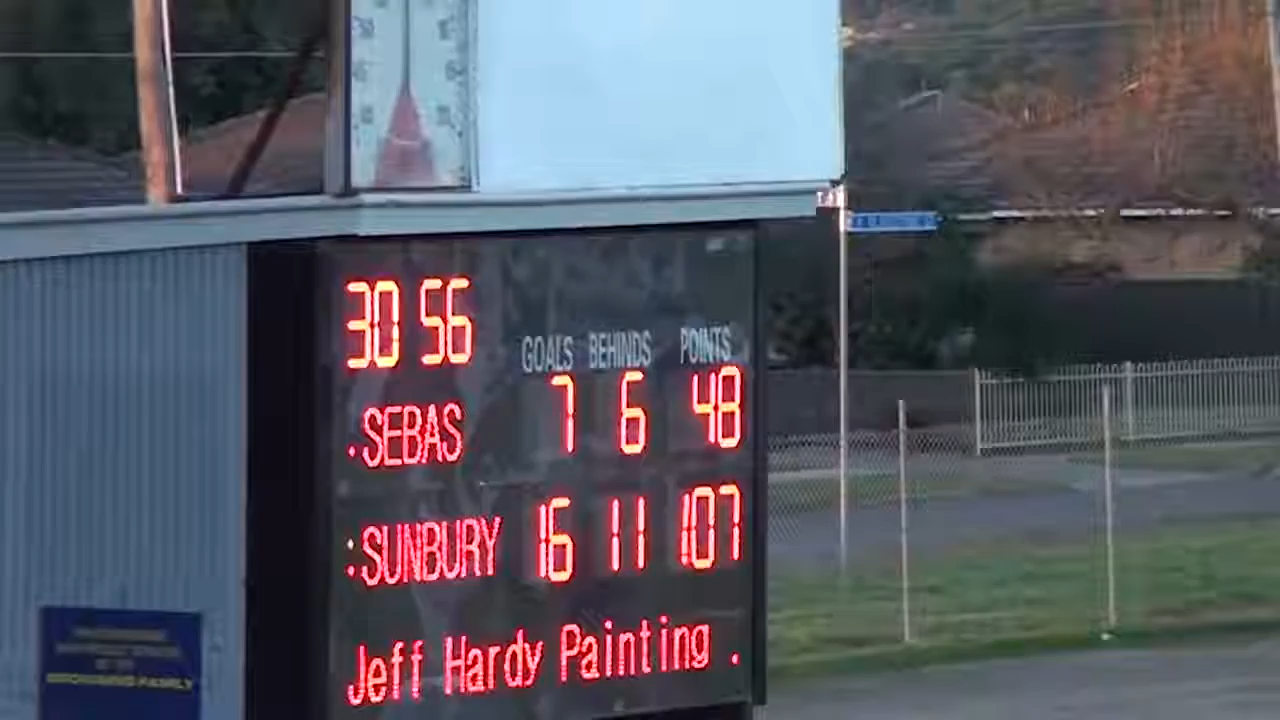 30 56
GOALS BEHINDS POINTS
SEBAS 7 6 48
SUNBURY 16 11 107
Jeff Hardy Painting .